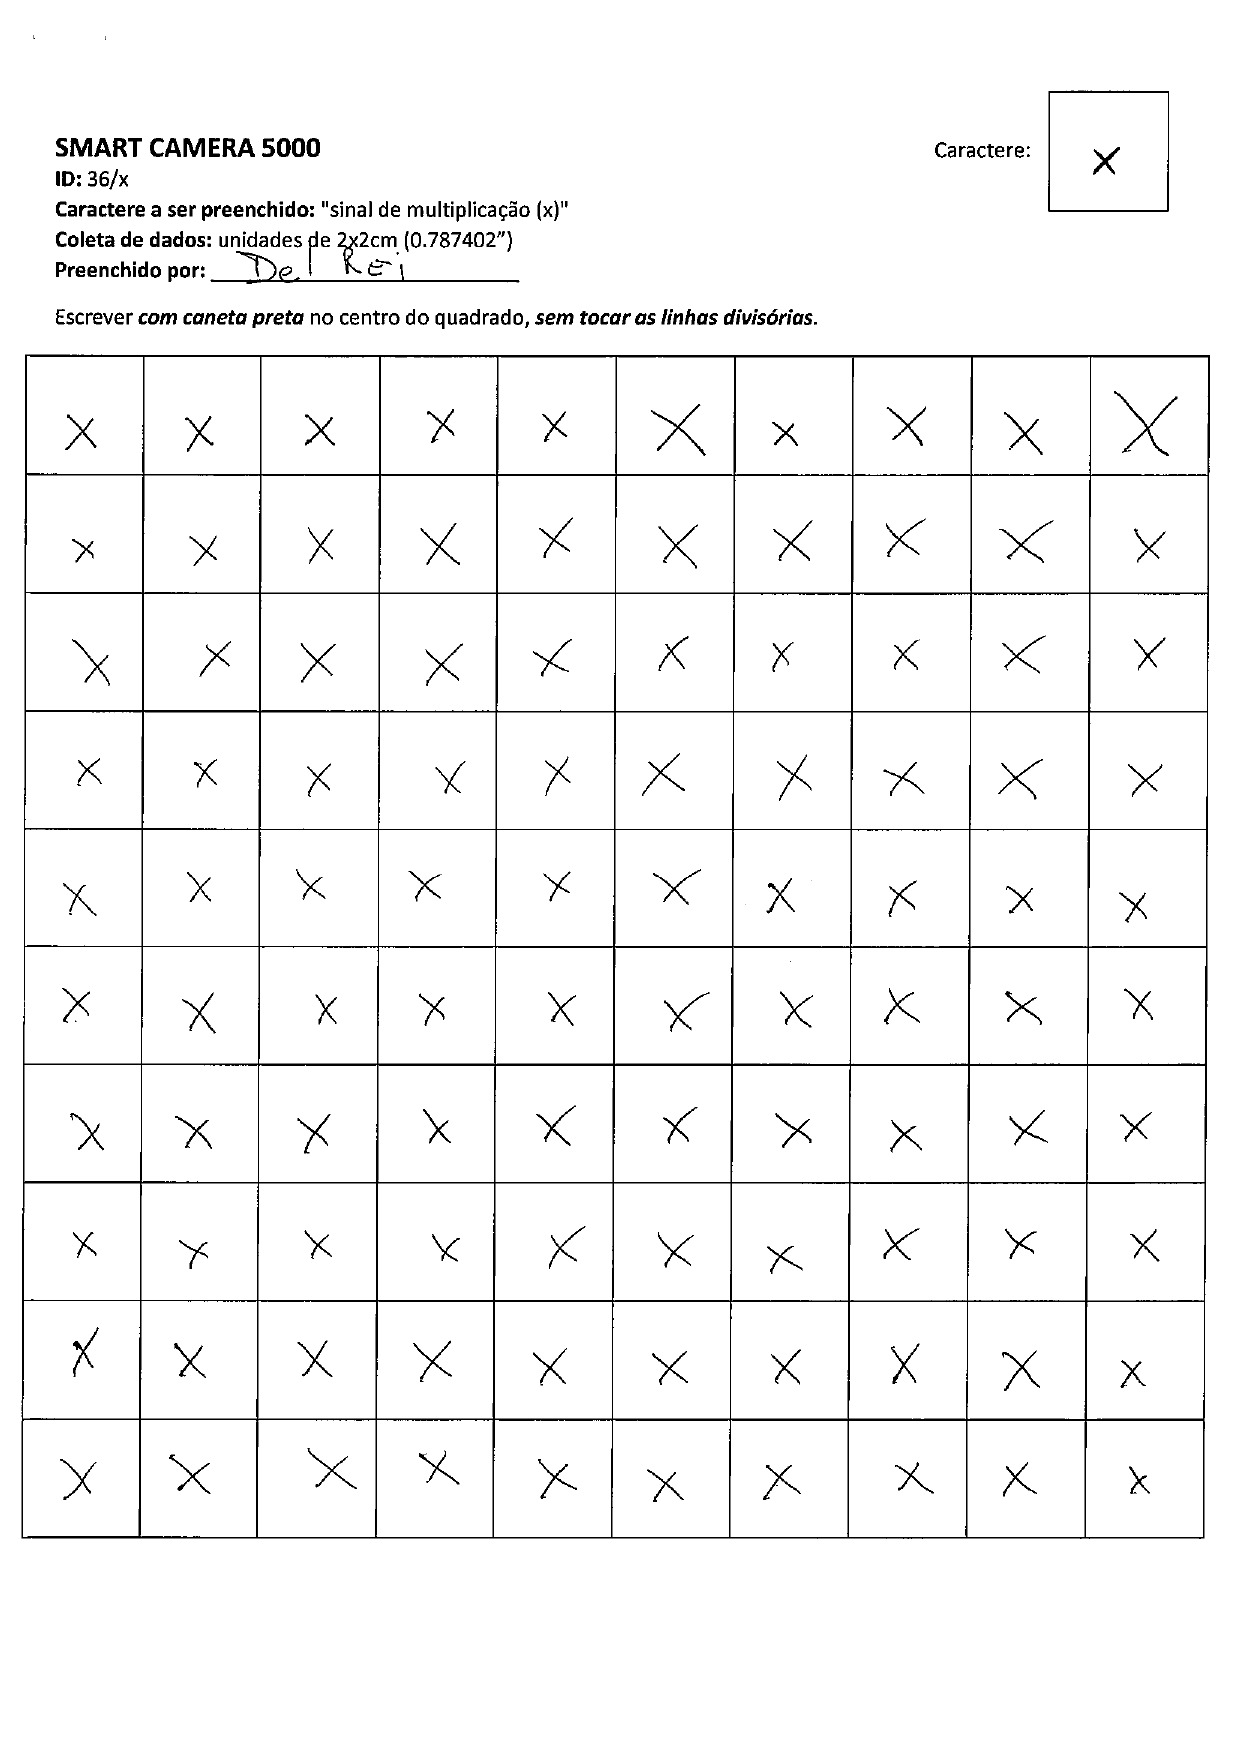 SMART CAMERA 5000
Caractere: x
ID: 36/x
Caractere a ser preenchido: "sinal de multiplicação (x)"
Coleta de dados: unidades de 2x2cm (0.787402")
Preenchido por: Del Rei
Escrever com caneta preta no centro do quadrado, sem tocar as linhas divisórias.
x x x x x x x x x x
x x x x x x x x x x
x x x x x x x x x x
x x x x x x x x x x
x x x x x x x x x x
x x x x x x x x x x
x x x x x x x x x x
x x x x x x x x x x
x x x x x x x x x x
x x x x x x x x x x